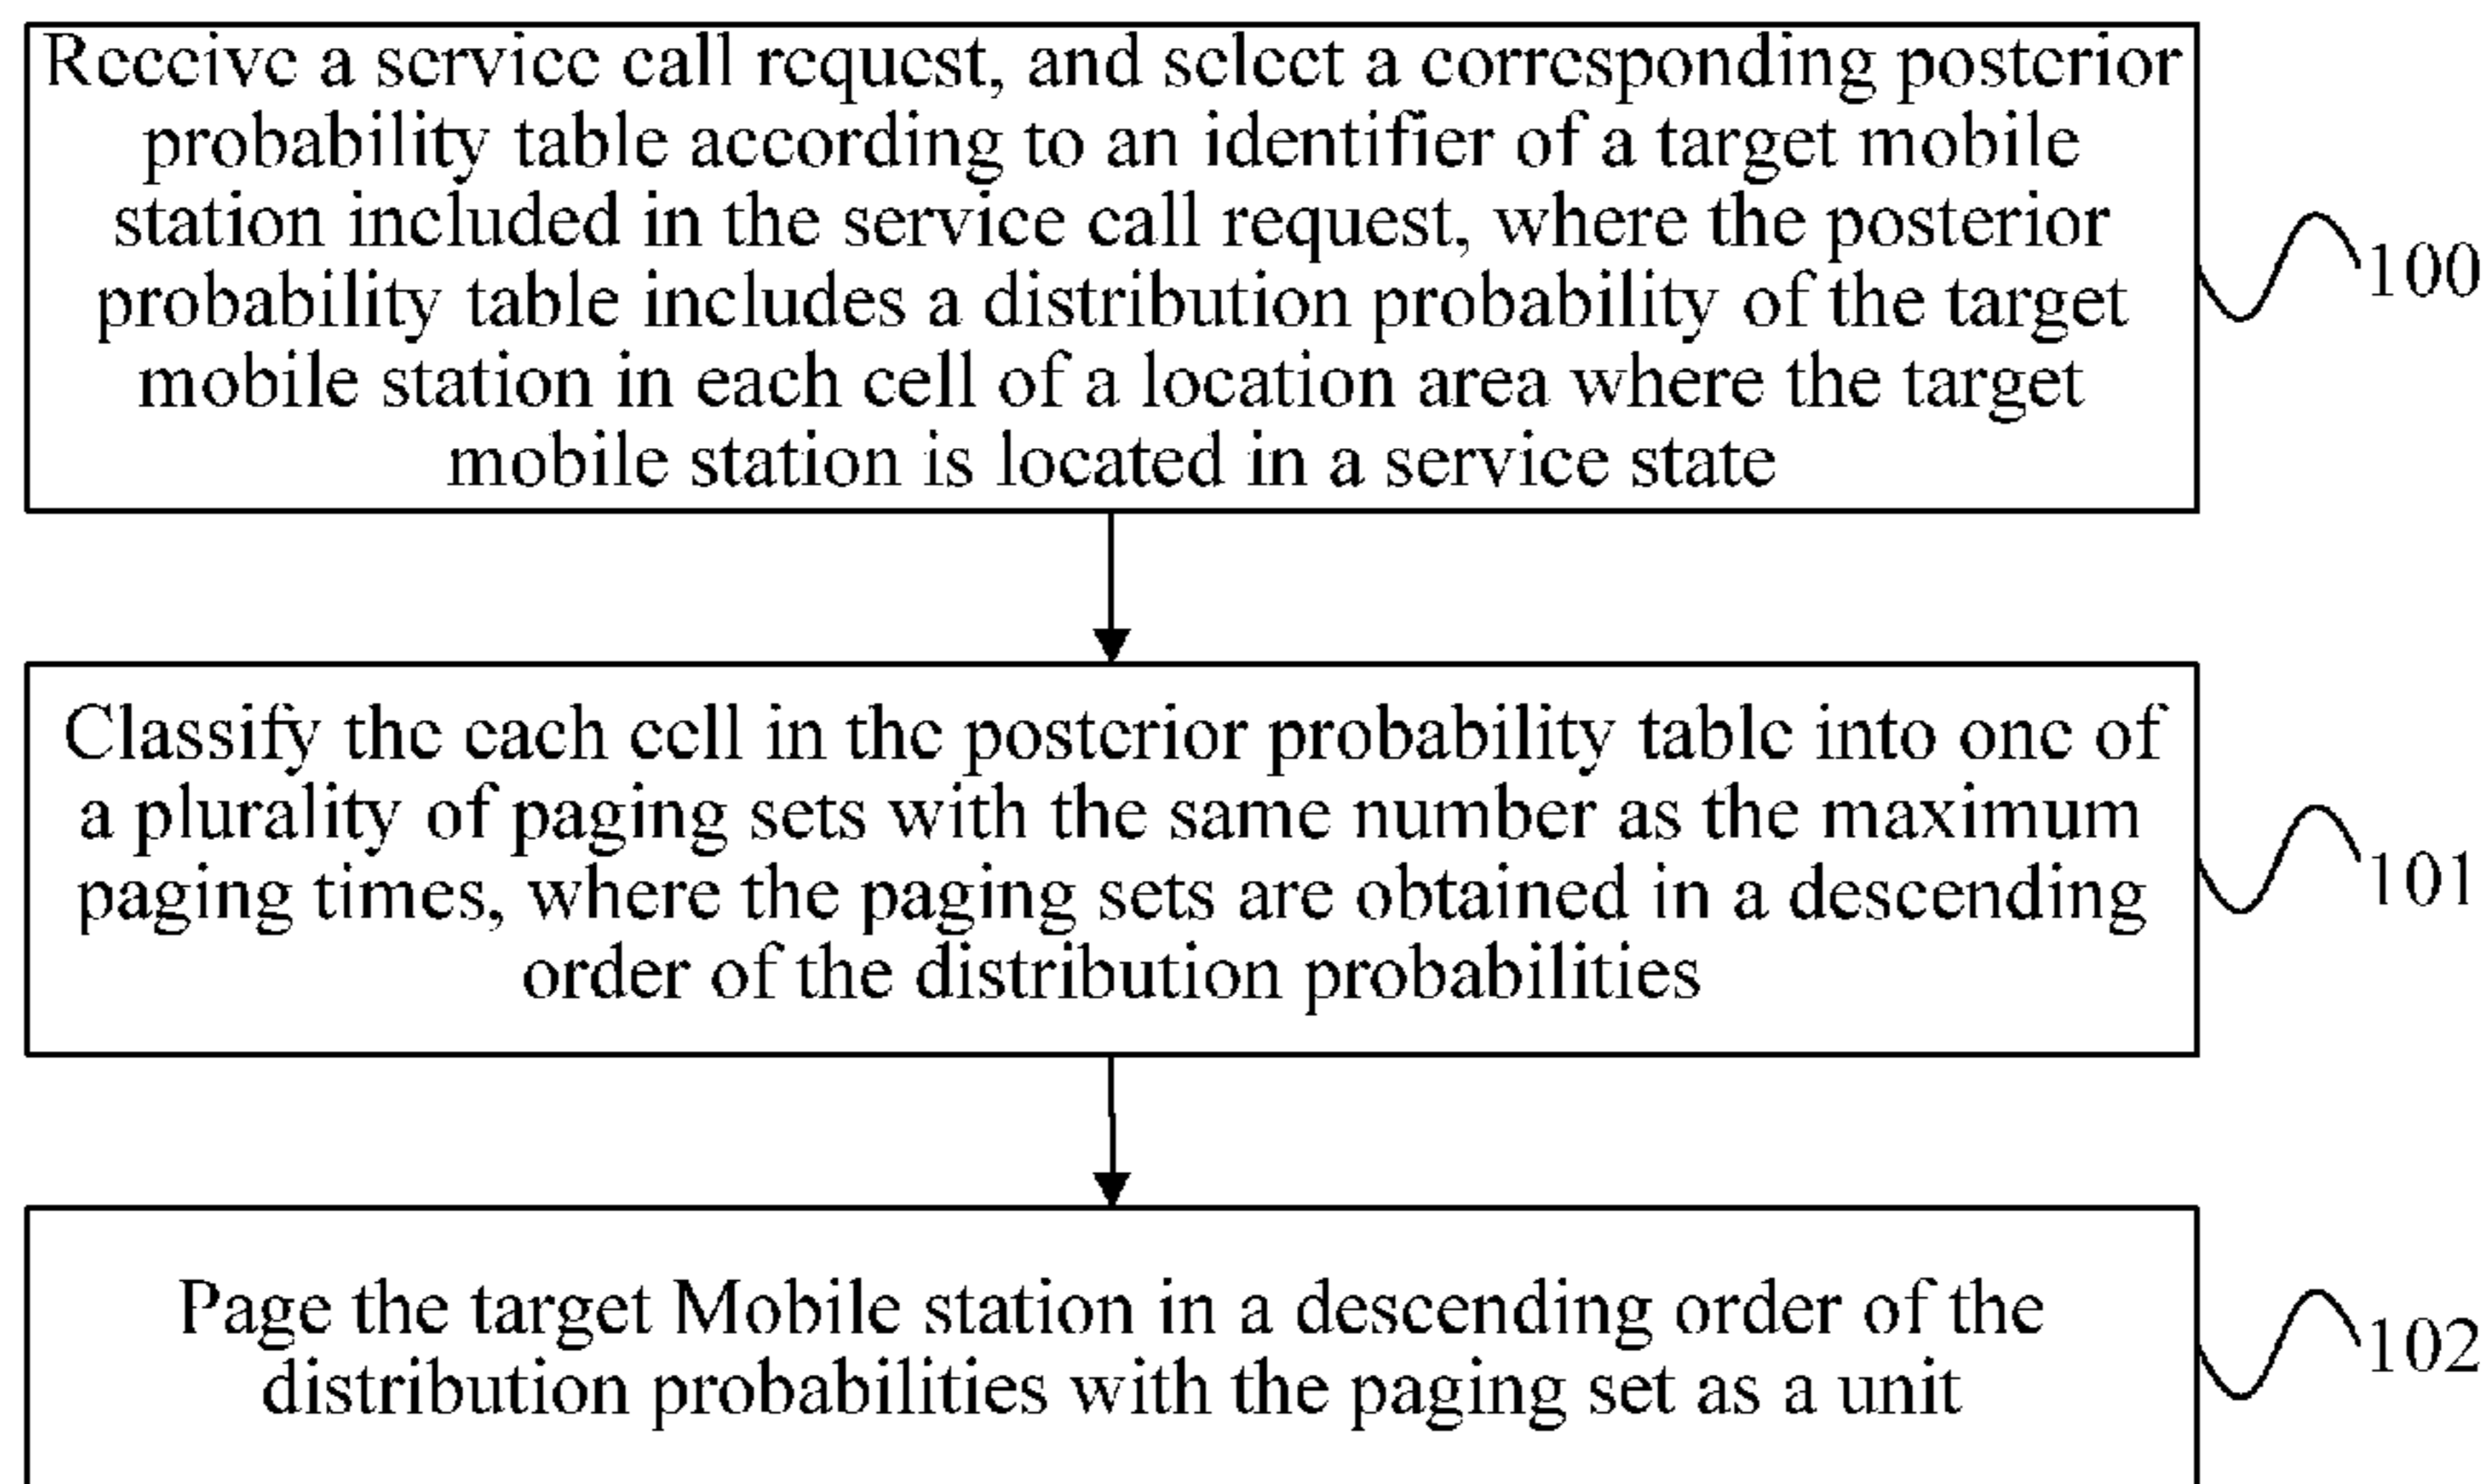 Receive a service call request, and select a corresponding posterior
probability table according to an identifier of a target mobile
station included in the service call request, where the posterior
probability table includes a distribution probability of the target
mobile station in each cell of a location area where the target
mobile station is located in a service state
100
Classify the each cell in the posterior probability table into one of
a plurality of paging sets with the same number as the maximum
paging times, where the paging sets are obtained in a descending
order of the distribution probabilities
101
Page the target Mobile station in a descending order of the
distribution probabilities with the paging set as a unit
102